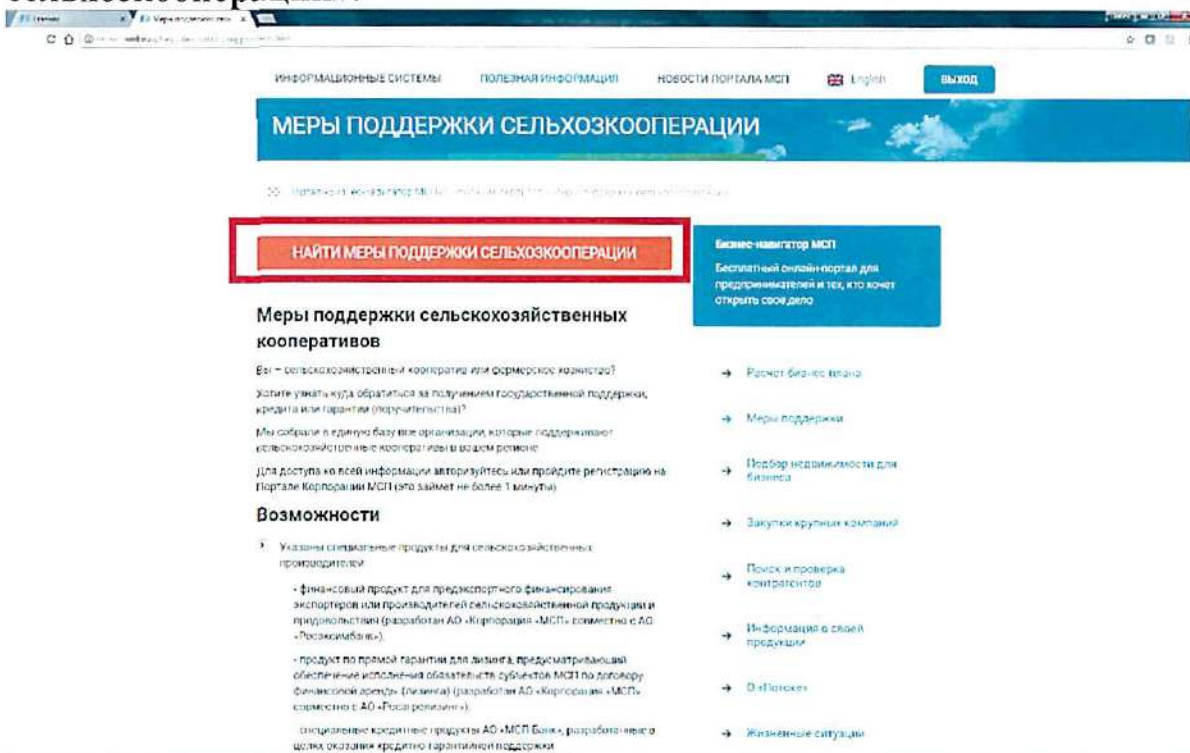 ИНФОРМАЦИОННЫЕ СИСТЕМЫ ПОЛЕЗНАЯ ИНФОРМАЦИЯ НОВОСТИ ПОРТАЛА МСП English ВЫХОД
МЕРЫ ПОДДЕРЖКИ СЕЛЬХОЗКООПЕРАЦИИ
НАЙТИ МЕРЫ ПОДДЕРЖКИ СЕЛЬХОЗКООПЕРАЦИИ
Бизнес-навигатор МСП
Бесплатный онлайн-портал для
предпринимателей и тех, кто хочет
открыть свое дело
Меры поддержки сельскохозяйственных
кооперативов
Вы – сельскохозяйственный кооператив или фермерское хозяйство?
Хотите узнать куда обратиться за получением государственной поддержки,
кредита или гарантии (поручительства)?
Мы собрали в единую базу все организации, которые поддерживают
сельскохозяйственные кооперативы в вашем регионе
Для доступа ко всей информации авторизуйтесь или пройдите регистрацию на
Портале Корпорации МСП (это займет не более 1 минуты)
Возможности
Указаны специальные продукты для сельскохозяйственных
производителей
- финансовый продукт для предэкспортного финансирования
экспортеров или производителей сельскохозяйственной продукции и
продовольствия (разработан АО «Корпорация «МСП» совместно с АО
«Росэксимбанк»).
- продукт по прямой гарантии для лизинга, предусматривающий
обеспечение исполнения обязательств субъектов МСП по договору
финансовой аренды (лизинга) (разработан АО «Корпорация «МСП»
совместно с АО «Росагролизинг»).
специальные кредитные продукты АО «МСП Банк», разработанные в
целях оказания кредитно-гарантийной поддержки
Расчет бизнес-плана
Меры поддержки
Подбор недвижимости для
бизнеса
Закупки крупных компаний
Поиск и проверка
контрагентов
Информация о своей
продукции
О «Потоке»
Жизненные ситуации